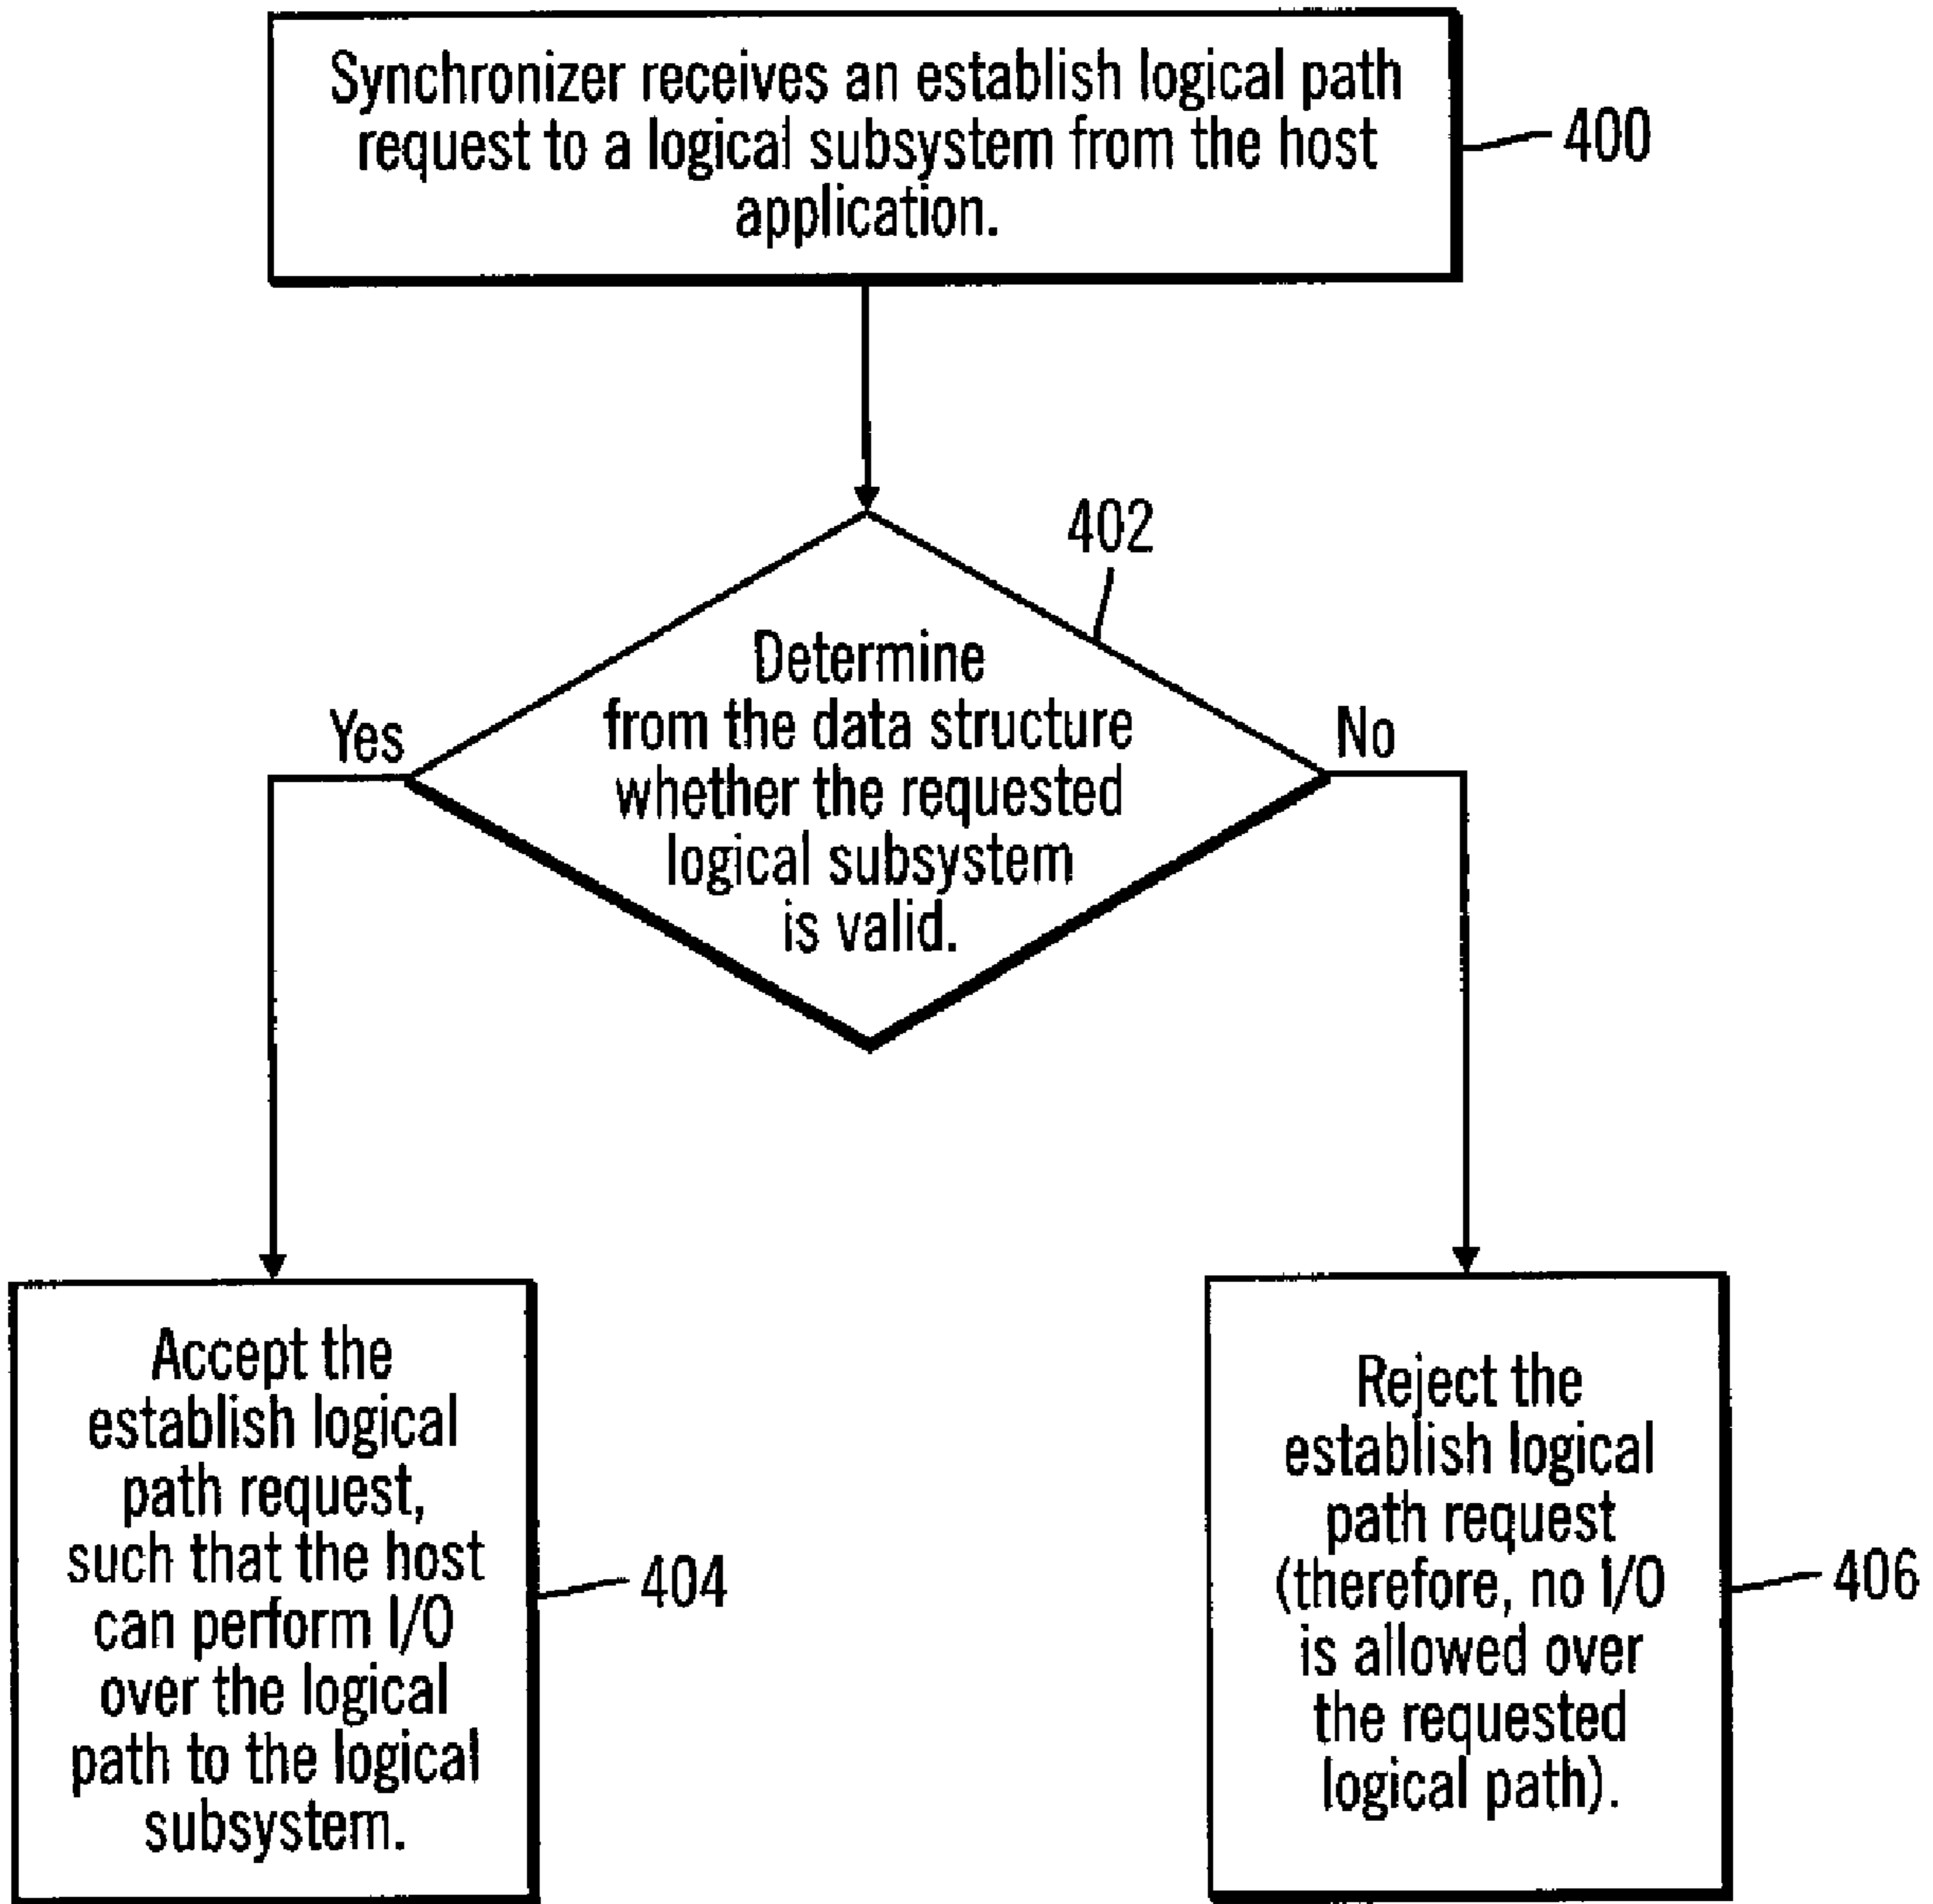 Synchronizer receives an establish logical path
request to a logical subsystem from the host
application.
400
402
Determine
from the data structure
whether the requested
logical subsystem
is valid.
Yes
No
Accept the
establish logical
path request,
such that the host
can perform I/O
over the logical
path to the logical
subsystem.
404
Reject the
establish logical
path request
(therefore, no I/O
is allowed over
the requested
logical path).
406